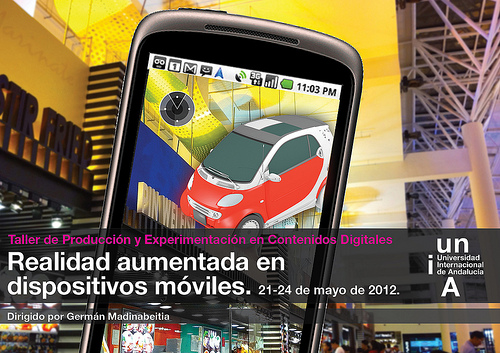 3G
11:03 PM
Taller de Producción y Experimentación en Contenidos Digitales
Realidad aumentada en
dispositivos móviles. 21-24 de mayo de 2012.
Dirigido por Germán Madinabeitia
un
i
A
Universidad
Internacional
de Andalucía